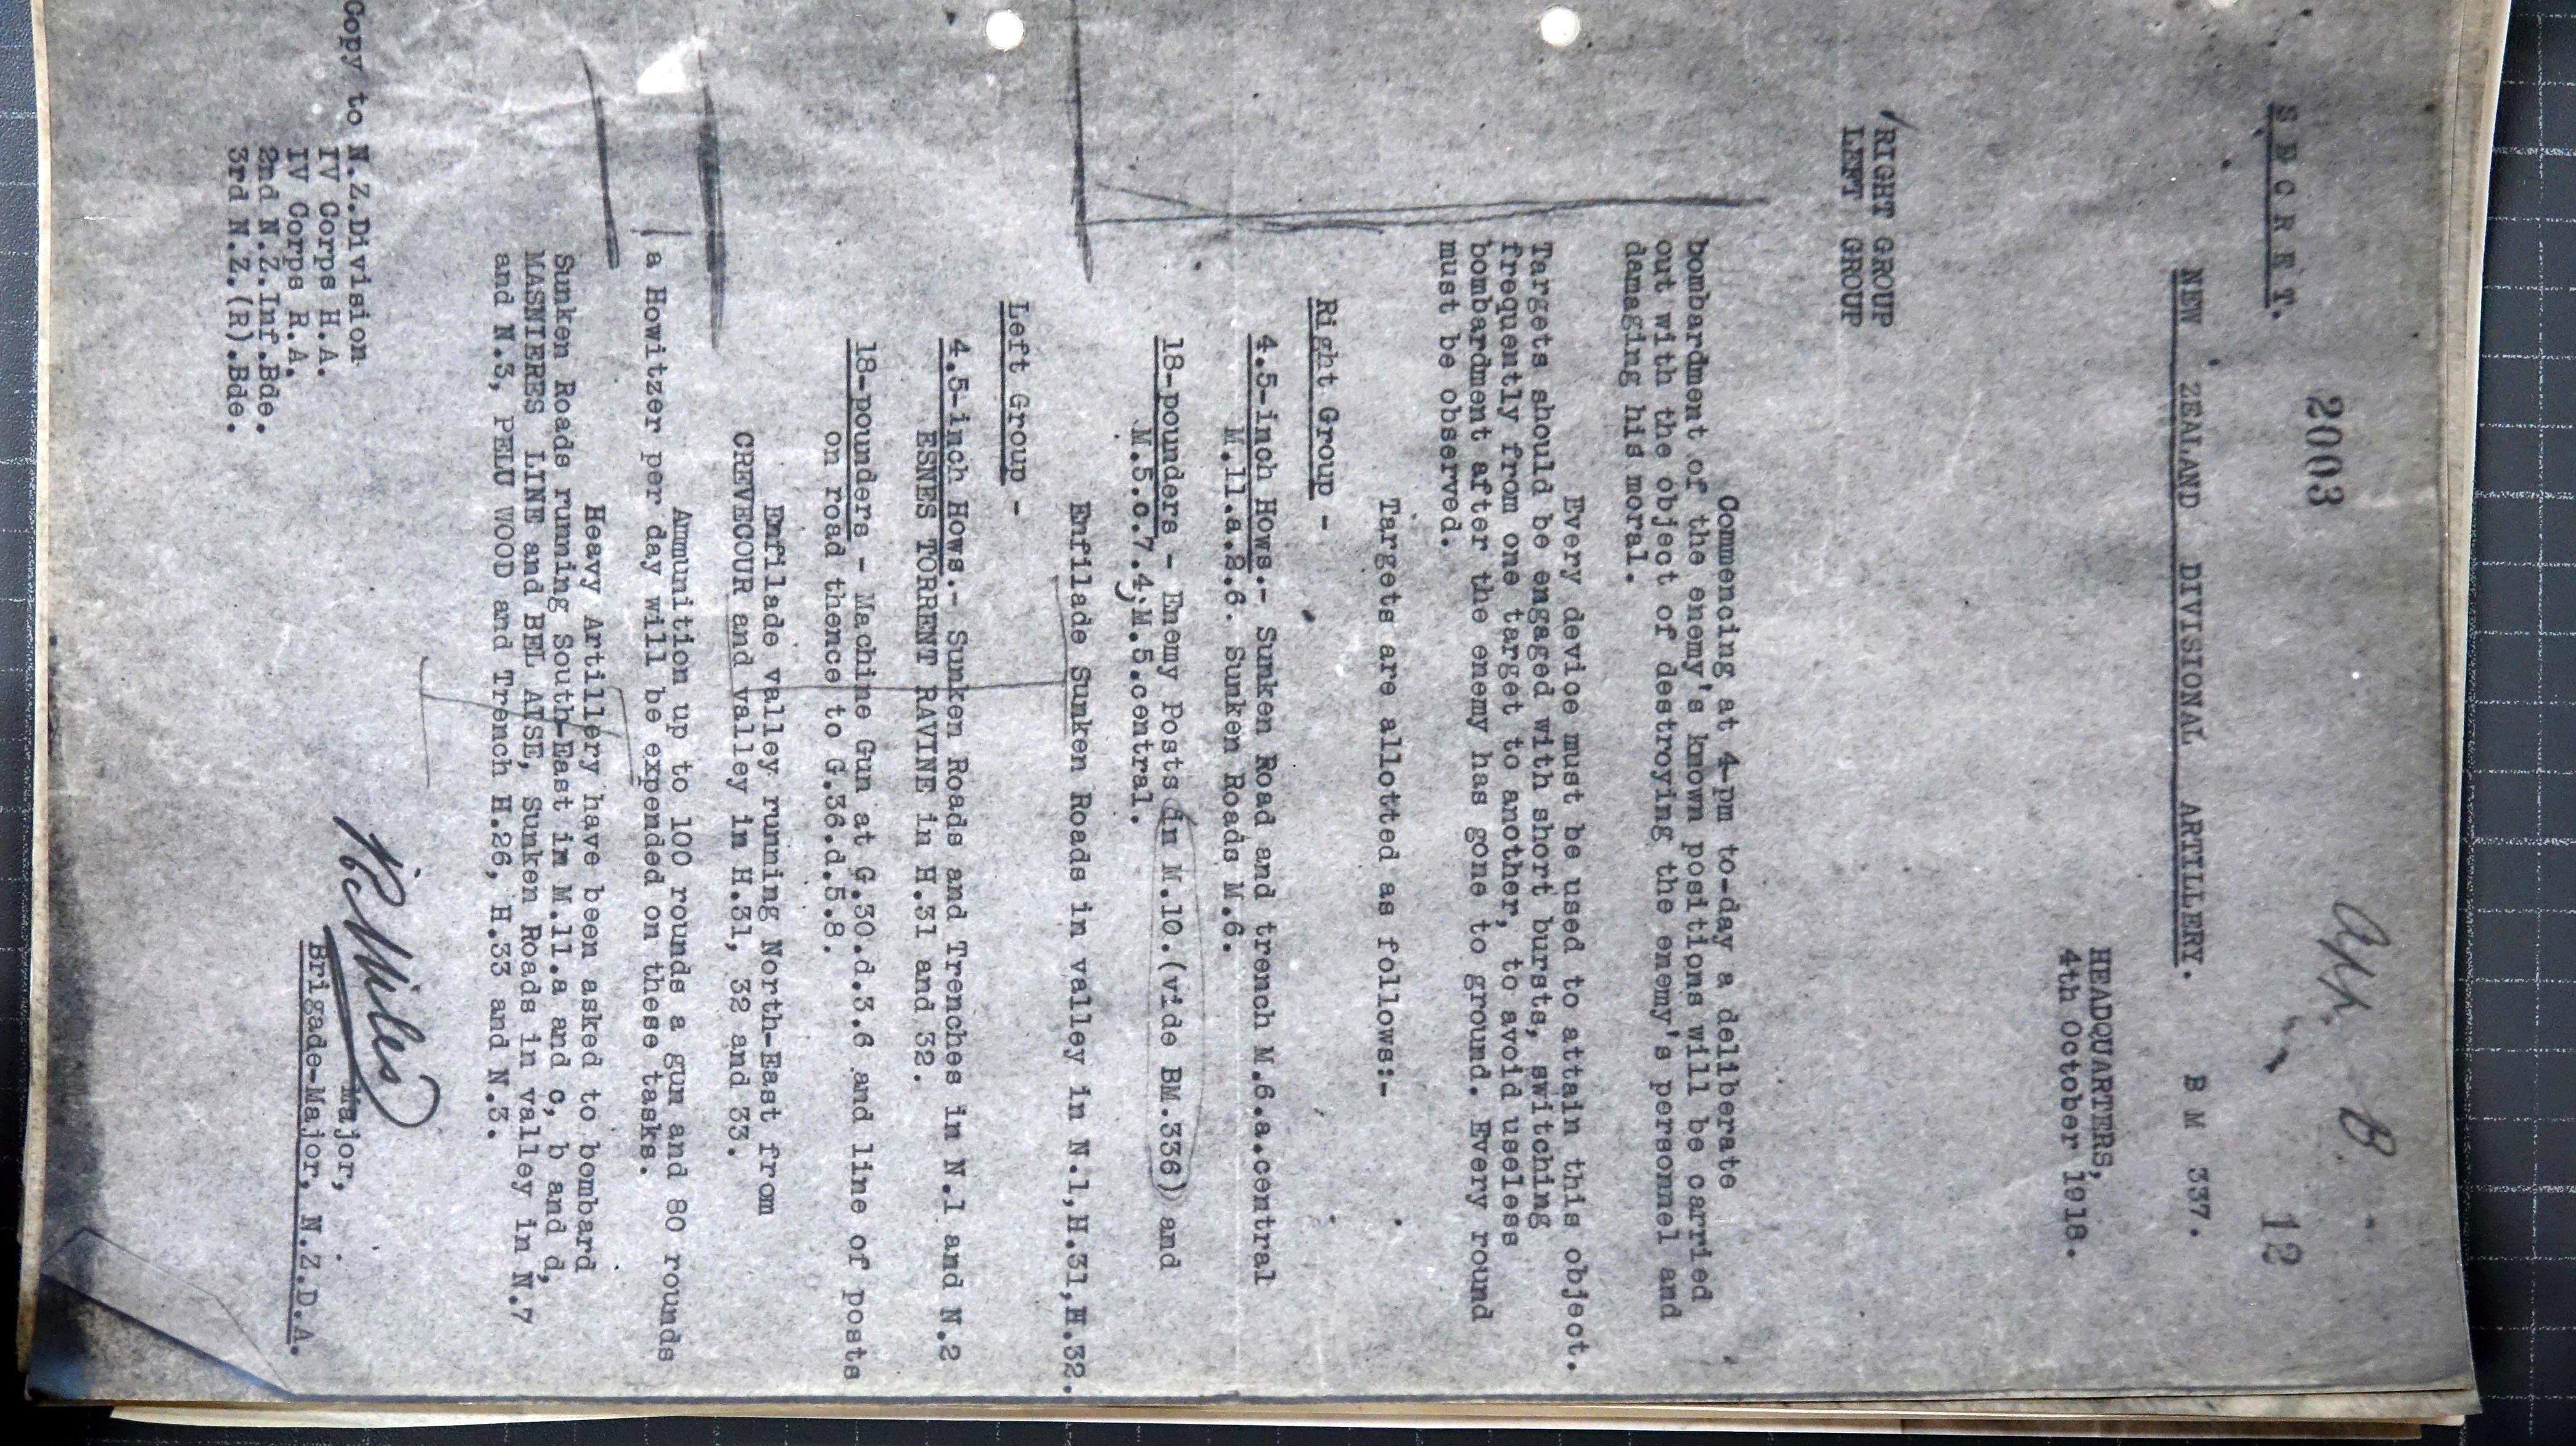 2003
App. B.
12
S E C R E T.
NEW ZEALAND DIVISIONAL ARTILLERY. B M 337.
HEADQUARTERS,
4th October 1918.
RIGHT GROUP
LEFT GROUP
Commencing at 4-pm to-day a deliberate
bombardment of the enemy's known positions will be carried
out with the object of destroying the enemy's personnel and
damaging his moral.
Every device must be used to attain this object.
Targets should be engaged with short bursts, switching
frequently from one target to another, to avoid useless
bombardment after the enemy has gone to ground. Every round
must be observed.
Targets are allotted as follows:-
Right Group -
4.5-inch Hows.- Sunken Road and trench M.6.a.central
M.11.a.2.6. Sunken Roads M.6.
18-pounders - Enemy Posts in M.10.(vide BM.336) and
M.5.c.7.4; M.5.central.
Enfilade Sunken Roads in valley in N.1,H.31,H.32.
Left Group -
4.5-inch Hows.- Sunken Roads and Trenches in N.1 and N.2
ESNES TORRENT RAVINE in H.31 and 32.
18-pounders - Machine Gun at G.30.d.3.6 and line of posts
on road thence to G.36.d.5.8.
Enfilade valley running North-East from
CREVECOUR and valley in H.31, 32 and 33.
Ammunition up to 100 rounds a gun and 80 rounds
a Howitzer per day will be expended on these tasks.
Heavy Artillery have been asked to bombard
Sunken Roads running South-East in M.11.a and c, b and d,
MASNIERES LINE and BEL AISE, Sunken Roads in valley in N.7
and N.3, PELU WOOD and Trench H.26, H.33 and N.3.
Miles
Major,
Brigade-Major, N.Z.D.A.
Copy to N.Z.Division
IV Corps H.A.
IV Corps R.A.
2nd N.Z.Inf.Bde.
3rd N.Z.(R).Bde.